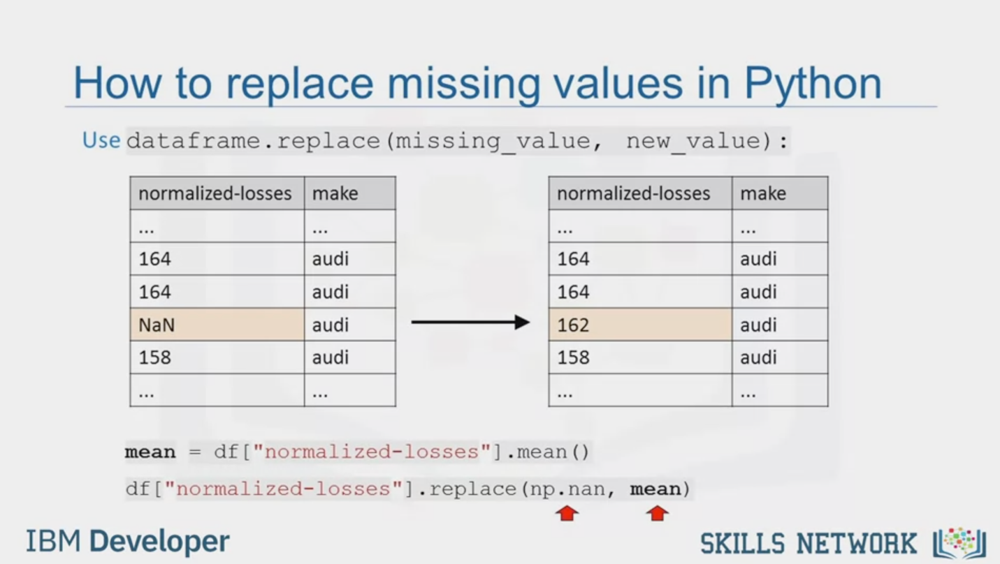 How to replace missing values in Python
Use dataframe.replace(missing_value, new_value):
normalized-losses make
... ...
164 audi
164 audi
NaN audi
158 audi
... ...
normalized-losses make
... ...
164 audi
164 audi
162 audi
158 audi
... ...
mean = df["normalized-losses"].mean()
df["normalized-losses"].replace(np.nan, mean)
IBM Developer
SKILLS NETWORK